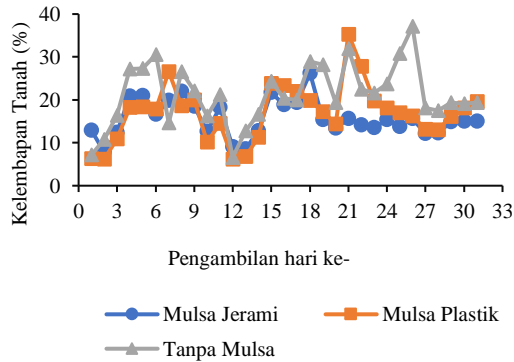 Kelembapan Tanah (%)
40
30
20
10
0
0 3 6 9 12 15 18 21 24 27 30 33
Pengambilan hari ke-
Mulsa Jerami
Mulsa Plastik
Tanpa Mulsa